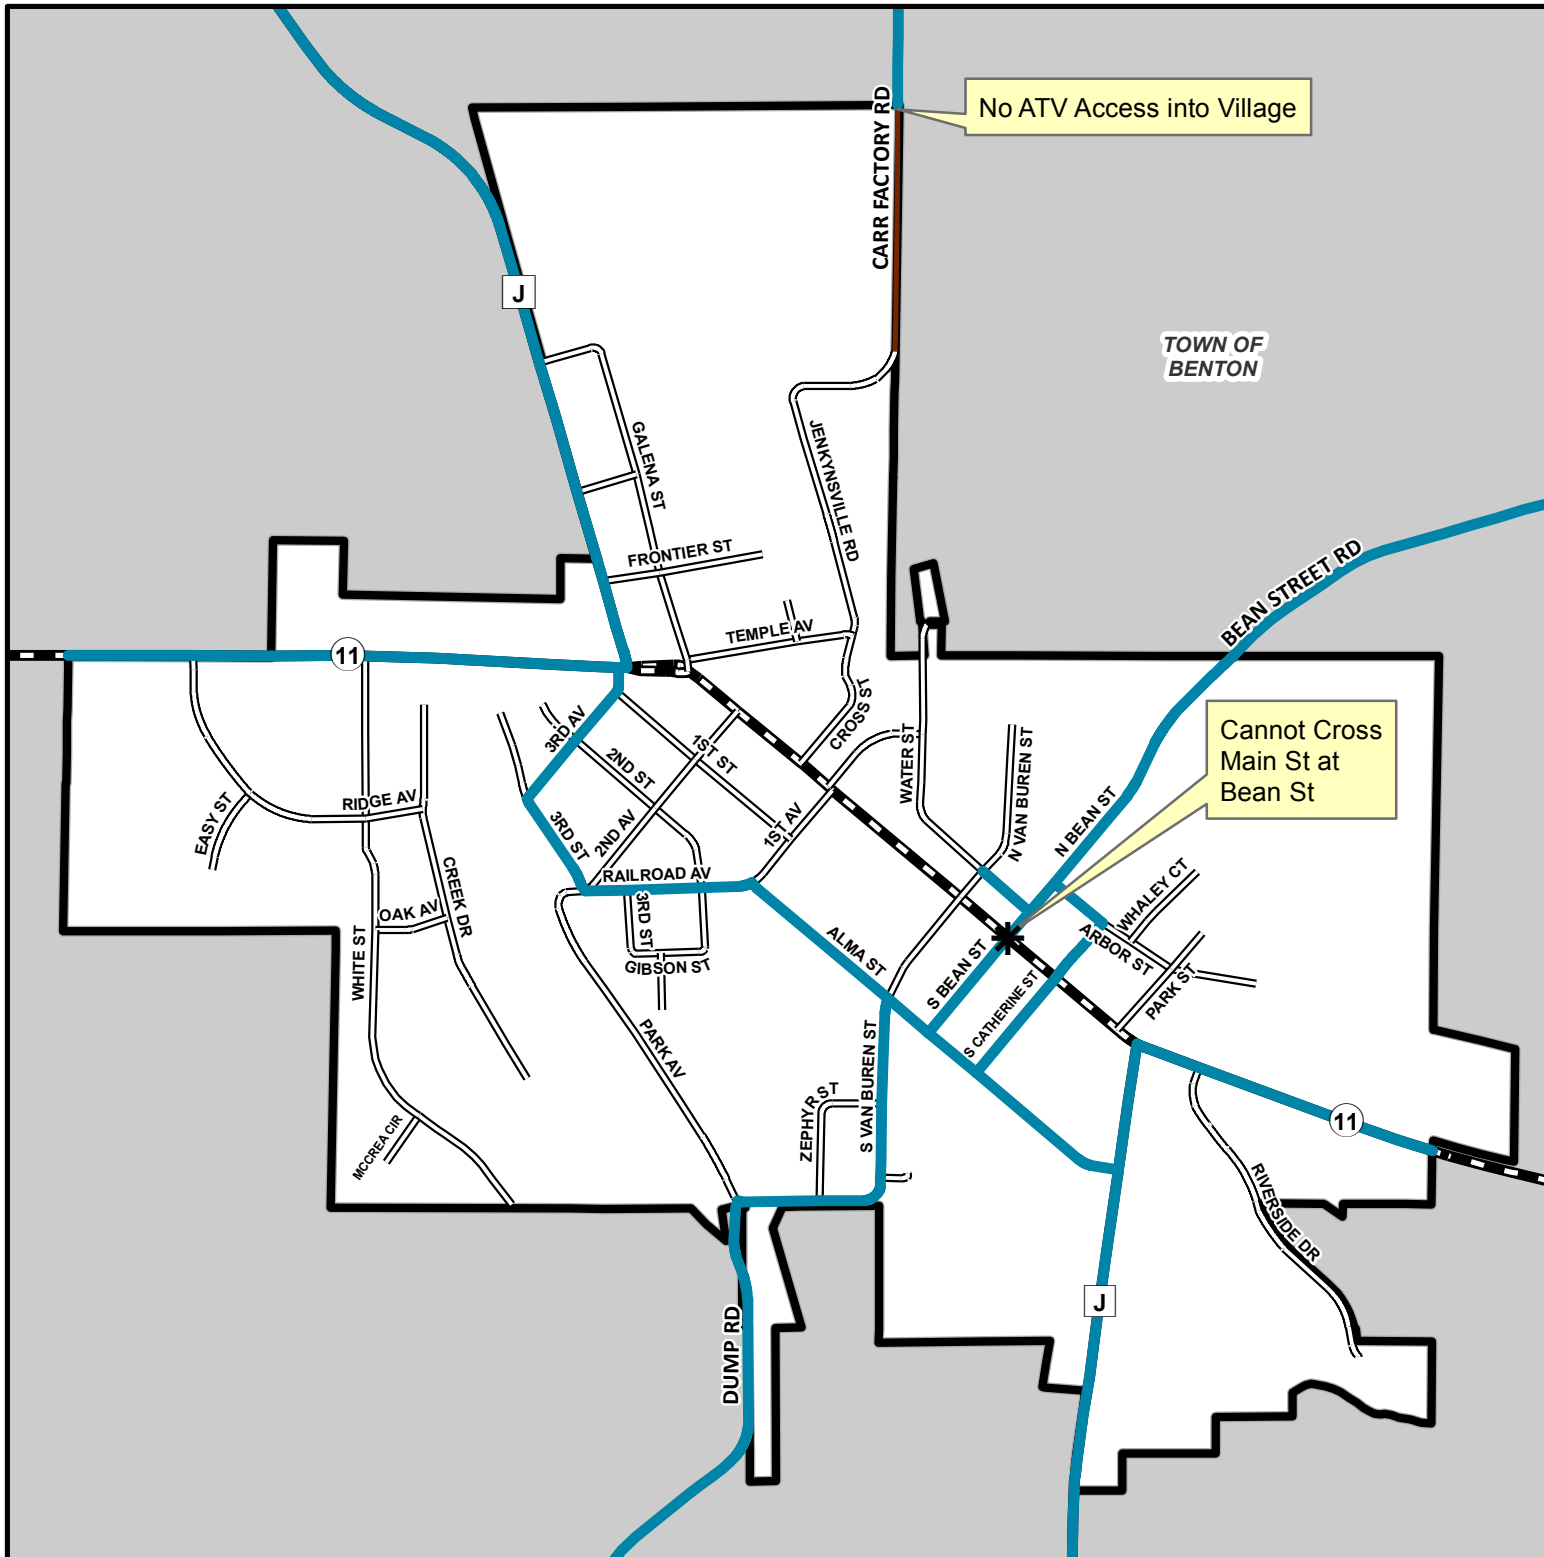 No ATV Access into Village
CARR FACTORY RD
J
TOWN OF
BENTON
GALENA ST
JENKYNSVILLE RD
FRONTIER ST
BEAN STREET RD
TEMPLE AV
11
CROSS ST
Cannot Cross
Main St at
Bean St
3RD AV
1ST ST
2ND ST
WATER ST
N VAN BUREN ST
N BEAN ST
EASY ST
RIDGE AV
3RD ST
2ND AV
1ST AV
RAILROAD AV
CREEK DR
OAK AV
3RD ST
WHALEY CT
ARBOR ST
WHITE ST
GIBSON ST
ALMA ST
S BEAN ST
S CATHERINE ST
PARK ST
PARK AV
S VAN BUREN ST
ZEPHYR ST
MCCREA CIR
11
RIVERSIDE DR
J
DUMP RD